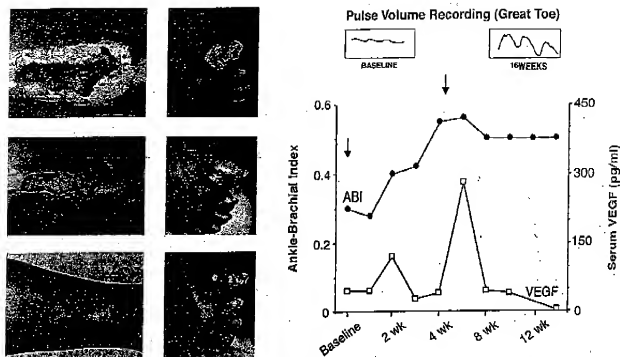 Pulse Volume Recording (Great Toe)
BASELINE
16WEEKS
0.6
0.4
0.2
0
Ankle-Brachial Index
ABI
VEGF
450
300
150
0
Serum VEGF (pg/ml)
Baseline
2 wk
4 wk
8 wk
12 wk